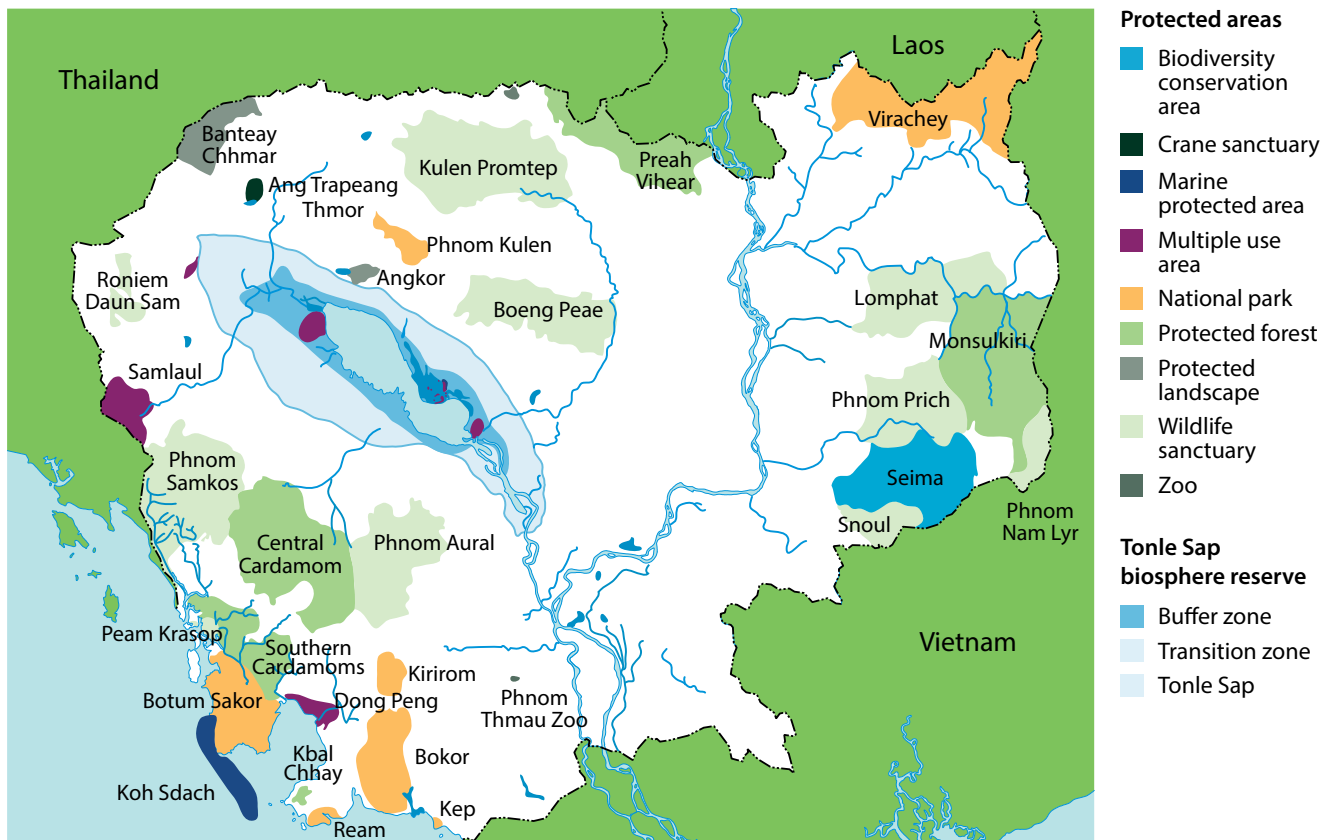 Thailand
Laos
Banteay
Chhmar
Virachey
Kulen Promtep
Preah
Vihear
Ang Trapeang
Thmor
Phnom Kulen
Angkor
Roniem
Daun Sam
Boeng Peae
Lomphat
Monsulkiri
Samlaul
Phnom Prich
Phnom
Samkos
Seima
Snoul
Phnom
Nam Lyr
Central
Cardamom
Phnom Aural
Peam Krasop
Southern
Cardamoms
Vietnam
Kirirom
Botum Sakor
Dong Peng
Phnom
Thmau Zoo
Kbal
Chhay
Bokor
Koh Sdach
Kep
Ream
Protected areas
Biodiversity
conservation
area
Crane sanctuary
Marine
protected area
Multiple use
area
National park
Protected forest
Protected
landscape
Wildlife
sanctuary
Zoo
Tonle Sap
biosphere reserve
Buffer zone
Transition zone
Tonle Sap